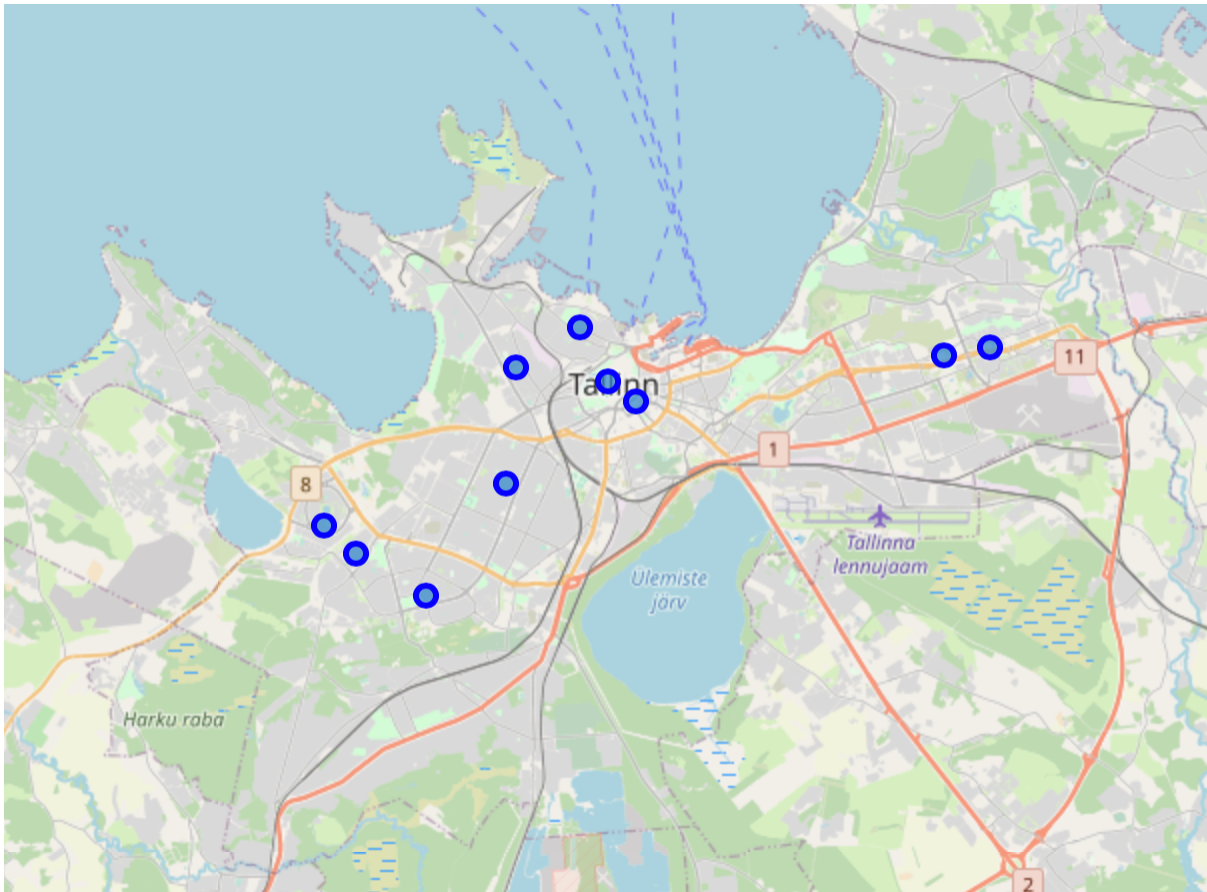 11
Tallinn
1
8
Tallinna
lennujaam
Ülemiste
järv
Harku raba
2